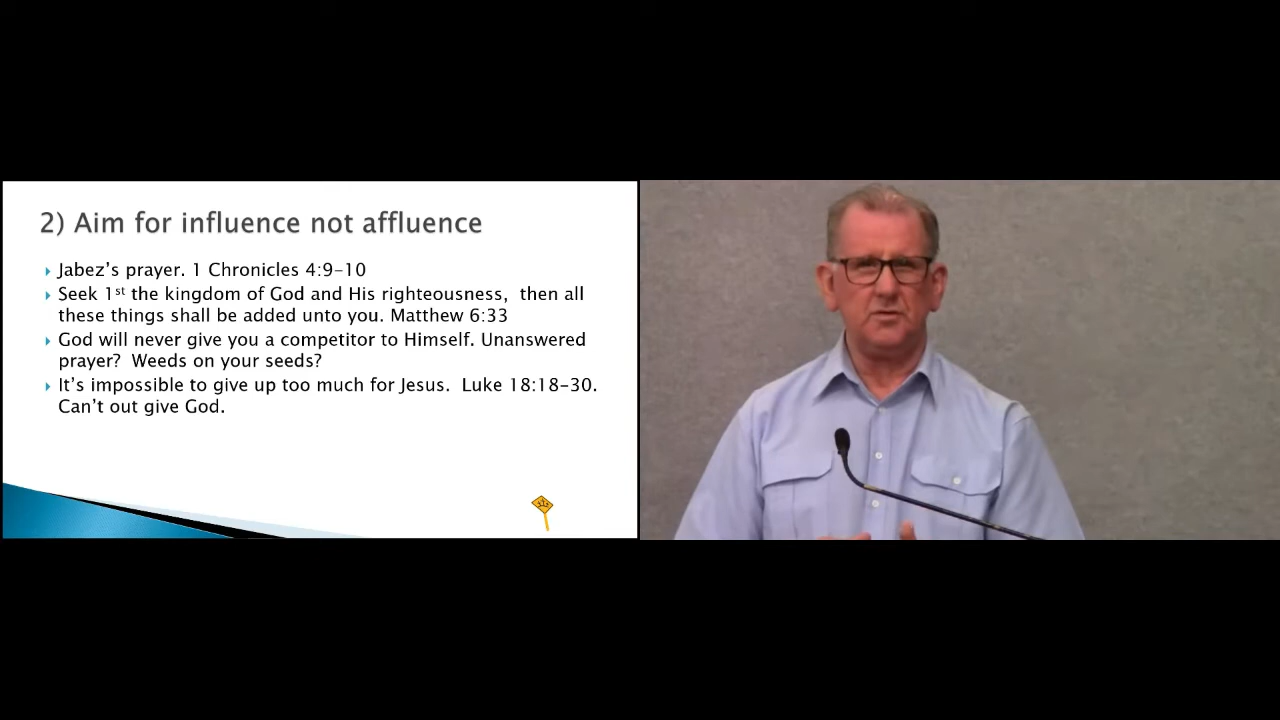 2) Aim for influence not affluence
Jabez's prayer. 1 Chronicles 4:9-10
Seek 1st the kingdom of God and His righteousness, then all
these things shall be added unto you. Matthew 6:33
God will never give you a competitor to Himself. Unanswered
prayer? Weeds on your seeds?
It's impossible to give up too much for Jesus. Luke 18:18-30.
Can't out give God.